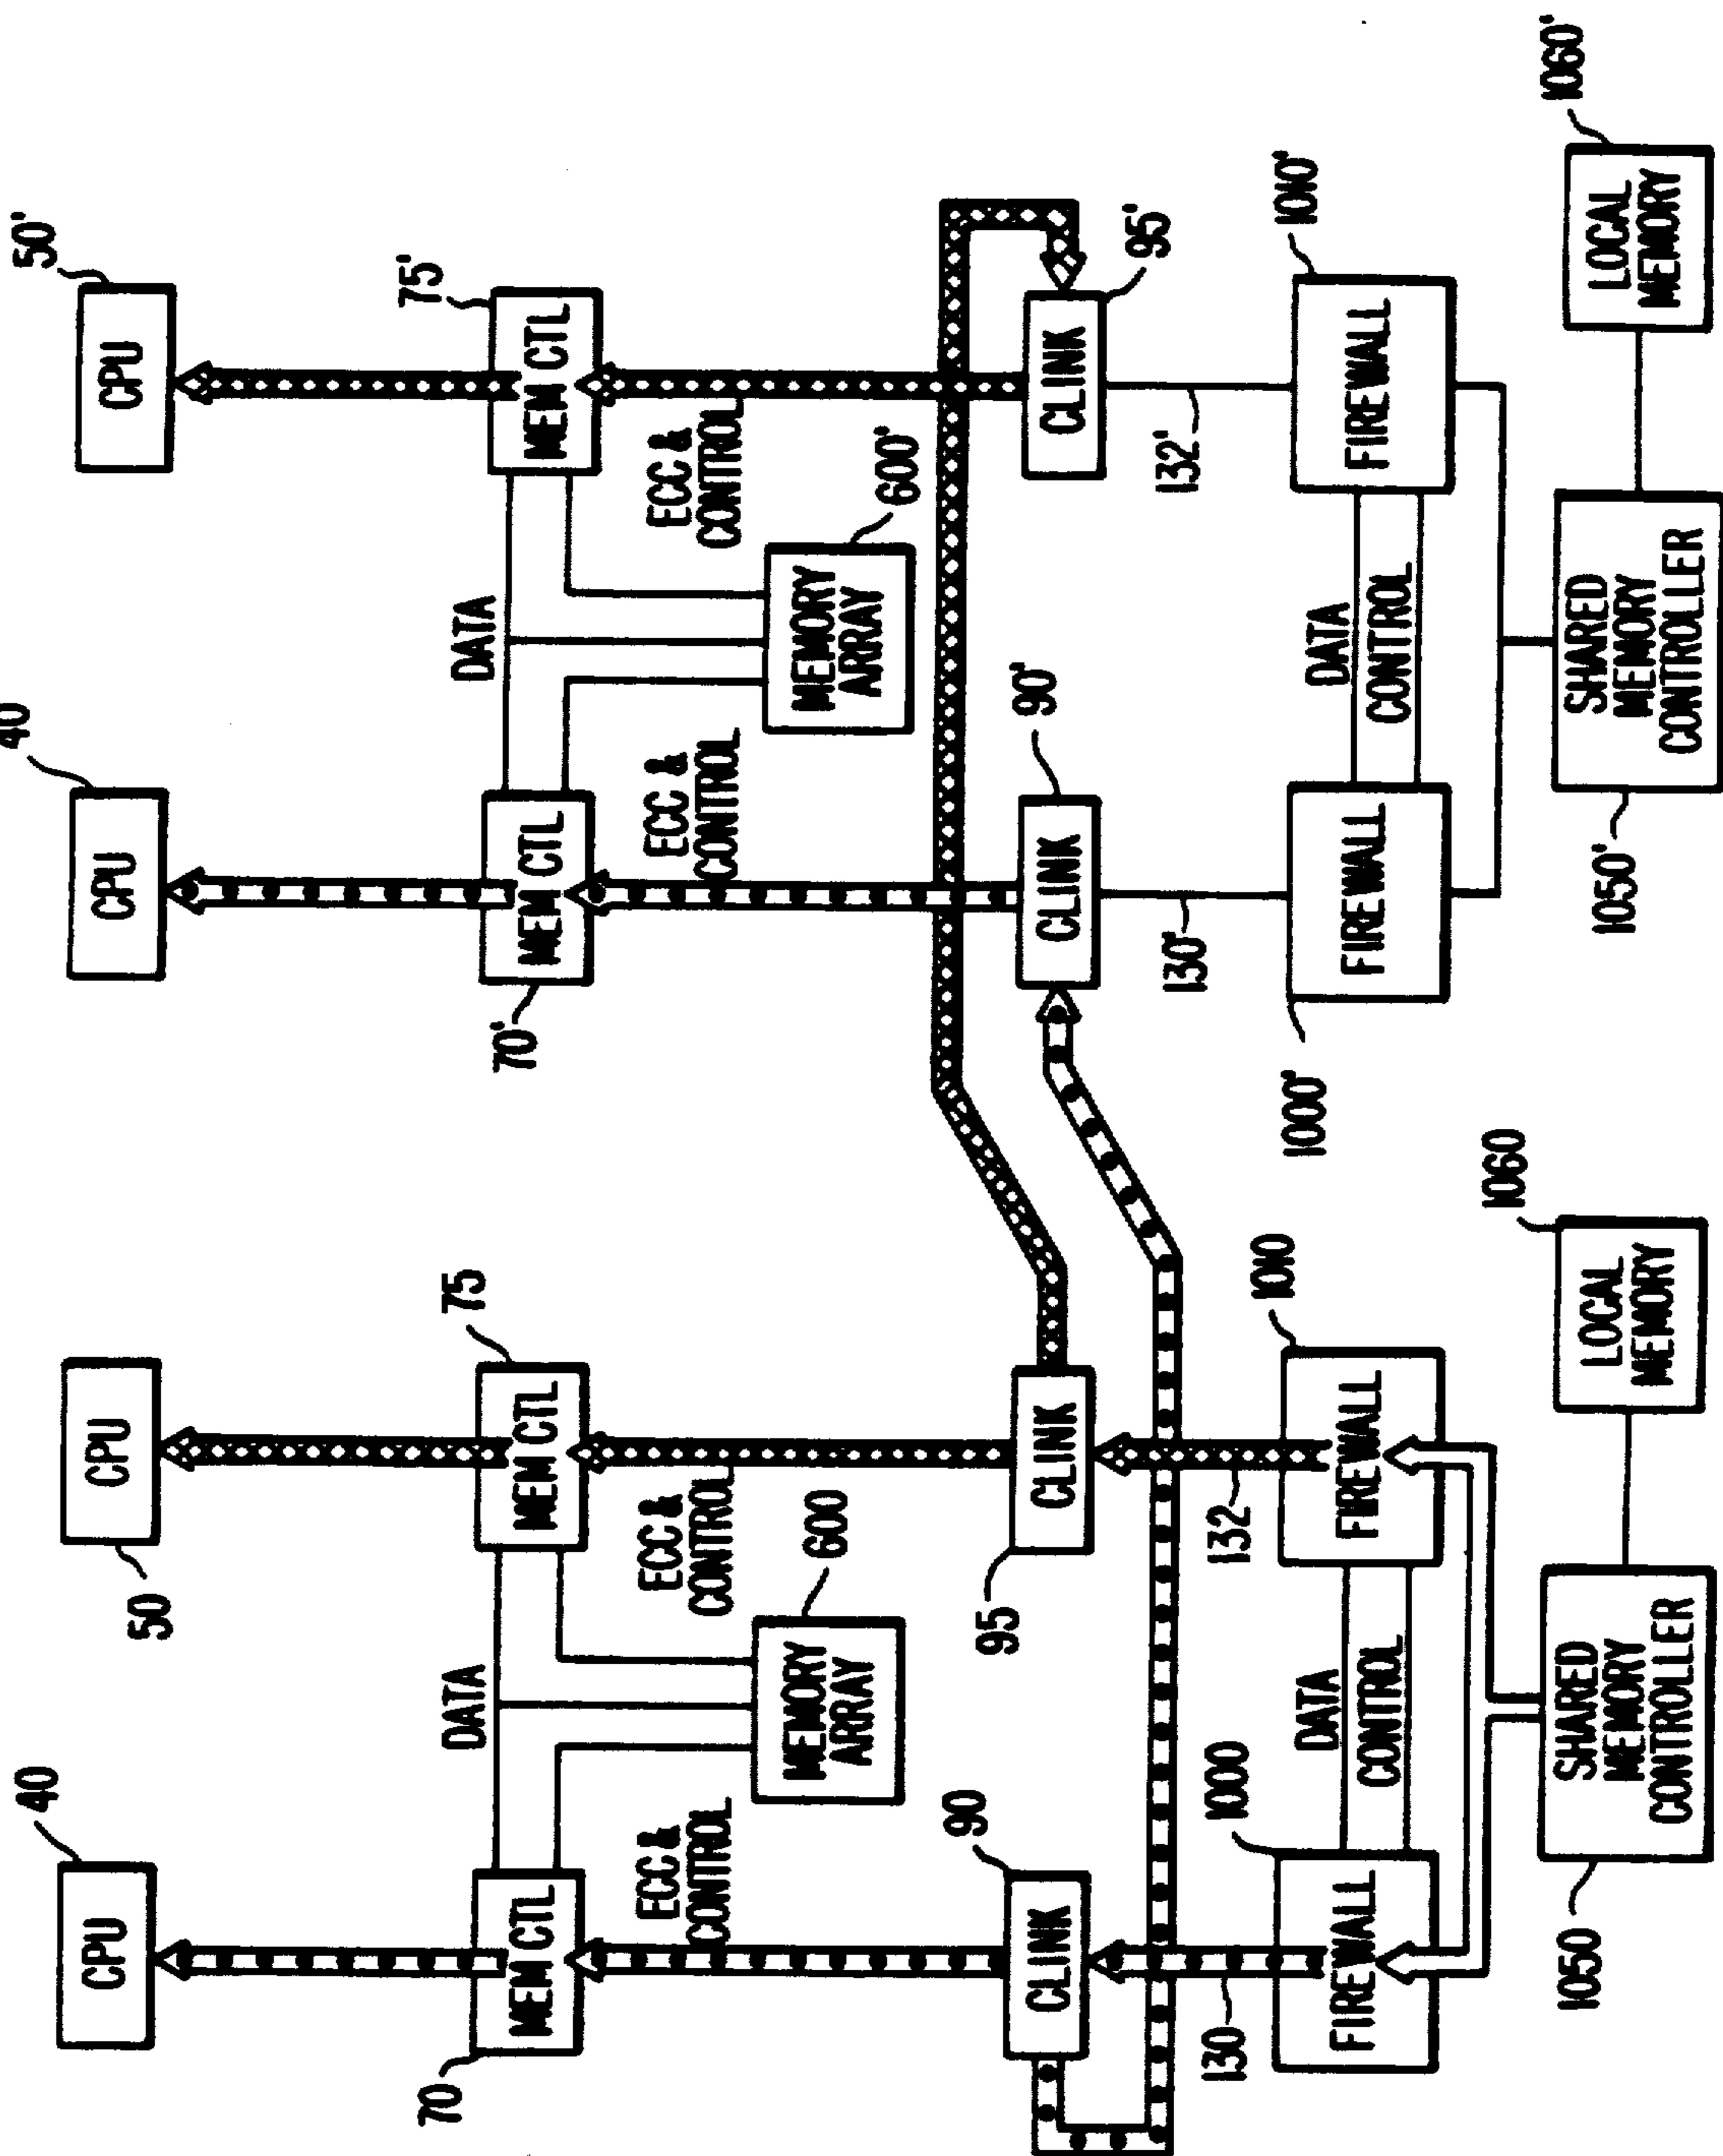 40
CPU
50
CPU
40
CPU
50'
CPU
70
MEM CTL
DATA
75
MEM CTL
70'
MEM CTL
DATA
75'
MEM CTL
ECC &
CONTROL
ECC &
CONTROL
ECC &
CONTROL
ECC &
CONTROL
MEMORY
ARRAY
600
MEMORY
ARRAY
600'
90
CLINK
95
CLINK
90'
CLINK
95'
CLINK
130
132
130'
132'
1000
FIREWALL
DATA
CONTROL
1010
FIREWALL
1000'
FIREWALL
DATA
CONTROL
1010'
FIREWALL
1050
SHARED
MEMORY
CONTROLLER
1060
LOCAL
MEMORY
1050'
SHARED
MEMORY
CONTROLLER
1060'
LOCAL
MEMORY